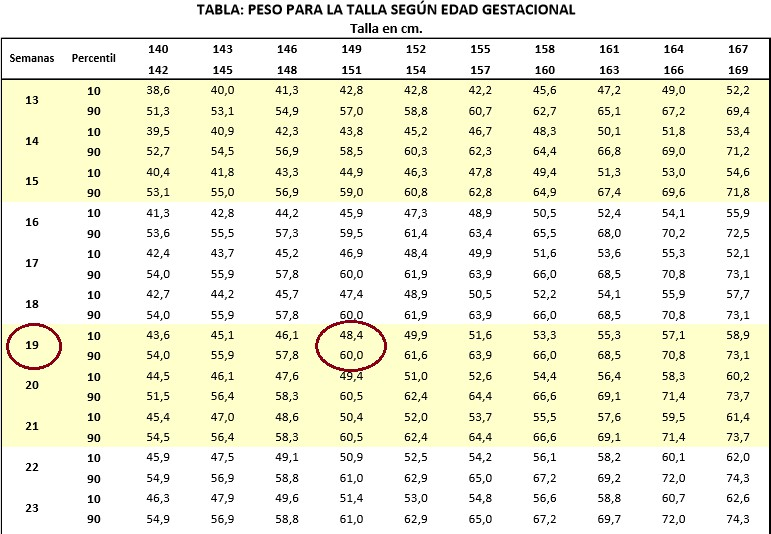 TABLA: PESO PARA LA TALLA SEGÚN EDAD GESTACIONAL
Talla en cm.
Semanas Percentil 140 143 146 149 152 155 158 161 164 167
142 145 148 151 154 157 160 163 166 169
13 10 38,6 40,0 41,3 42,8 42,8 42,2 45,6 47,2 49,0 52,2
90 51,3 53,1 54,9 57,0 58,8 60,7 62,7 65,1 67,2 69,4
14 10 39,5 40,9 42,3 43,8 45,2 46,7 48,3 50,1 51,8 53,4
90 52,7 54,5 56,9 58,5 60,3 62,3 64,4 66,8 69,0 71,2
15 10 40,4 41,8 43,3 44,9 46,3 47,8 49,4 51,3 53,0 54,6
90 53,1 55,0 56,9 59,0 60,8 62,8 64,9 67,4 69,6 71,8
16 10 41,3 42,8 44,2 45,9 47,3 48,9 50,5 52,4 54,1 55,9
90 53,6 55,5 57,3 59,5 61,4 63,4 65,5 68,0 70,2 72,5
17 10 42,4 43,7 45,2 46,9 48,4 49,9 51,6 53,6 55,3 52,1
90 54,0 55,9 57,8 60,0 61,9 63,9 66,0 68,5 70,8 73,1
18 10 42,7 44,2 45,7 47,4 48,9 50,5 52,2 54,1 55,9 57,7
90 54,0 55,9 57,8 60,0 61,9 63,9 66,0 68,5 70,8 73,1
19 10 43,6 45,1 46,1 48,4 49,9 51,6 53,3 55,3 57,1 58,9
90 54,0 55,9 57,8 60,0 61,6 63,9 66,0 68,5 70,8 73,1
20 10 44,5 46,1 47,6 49,4 51,0 52,6 54,4 56,4 58,3 60,2
90 51,5 56,4 58,3 60,5 62,4 64,4 66,6 69,1 71,4 73,7
21 10 45,4 47,0 48,6 50,4 52,0 53,7 55,5 57,6 59,5 61,4
90 54,5 56,4 58,3 60,5 62,4 64,4 66,6 69,1 71,4 73,7
22 10 45,9 47,5 49,1 50,9 52,5 54,2 56,1 58,2 60,1 62,0
90 54,9 56,9 58,8 61,0 62,9 65,0 67,2 69,2 72,0 74,3
23 10 46,3 47,9 49,6 51,4 53,0 54,8 56,6 58,8 60,7 62,6
90 54,9 56,9 58,8 61,0 62,9 65,0 67,2 69,7 72,0 74,3